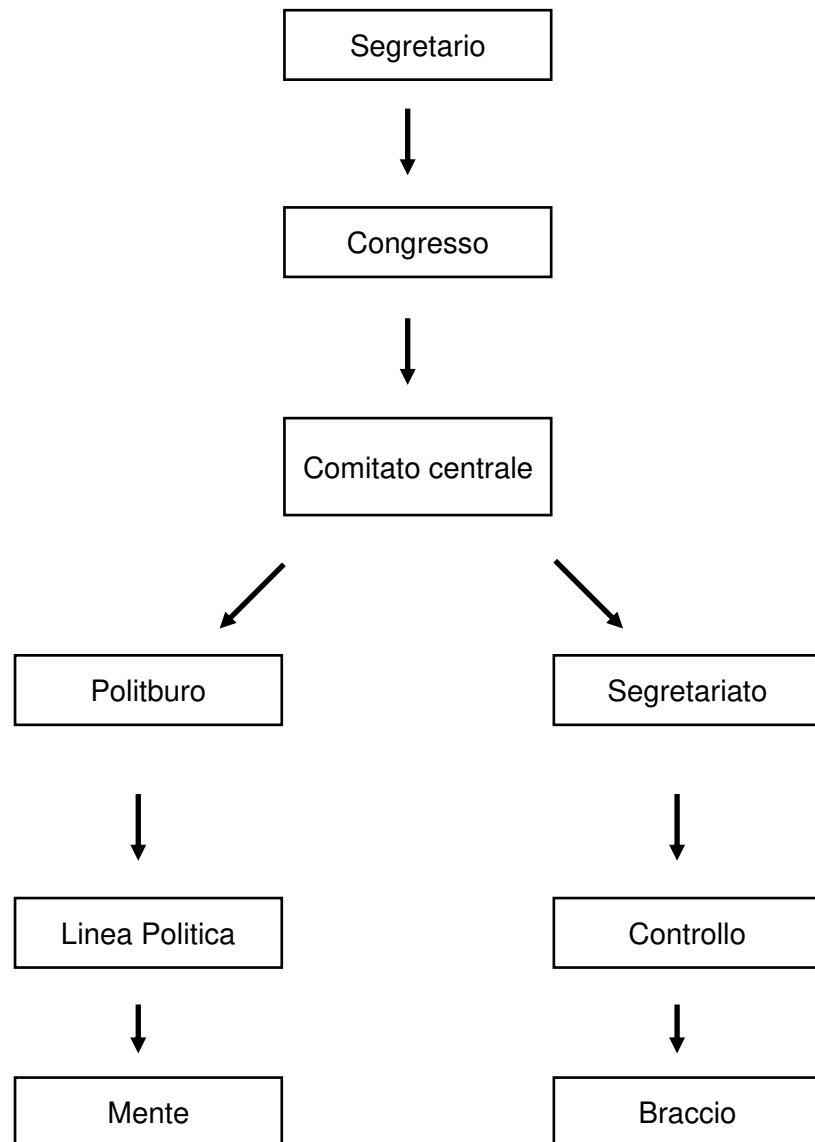 Segretario
Congresso
Comitato centrale
Politburo
Segretariato
Linea Politica
Controllo
Mente
Braccio